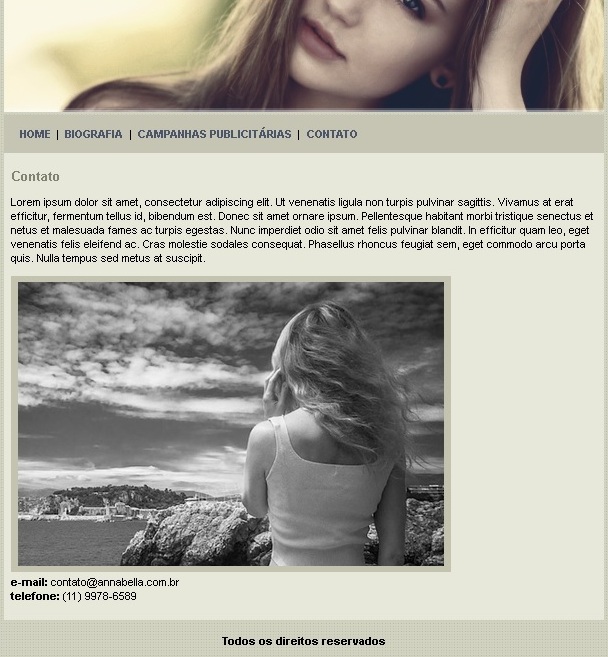 HOME | BIOGRAFIA | CAMPANHAS PUBLICITÁRIAS | CONTATO
Contato
Lorem ipsum dolor sit amet, consectetur adipiscing elit. Ut venenatis ligula non turpis pulvinar sagittis. Vivamus at erat
efficitur, fermentum tellus id, bibendum est. Donec sit amet ornare ipsum. Pellentesque habitant morbi tristique senectus et
netus et malesuada fames ac turpis egestas. Nunc imperdiet odio sit amet felis pulvinar blandit. In efficitur quam leo, eget
venenatis felis eleifend ac. Cras molestie sodales consequat. Phasellus rhoncus feugiat sem, eget commodo arcu porta
quis. Nulla tempus sed metus at suscipit.
e-mail: contato@annabella.com.br
telefone: (11) 9978-6589
Todos os direitos reservados